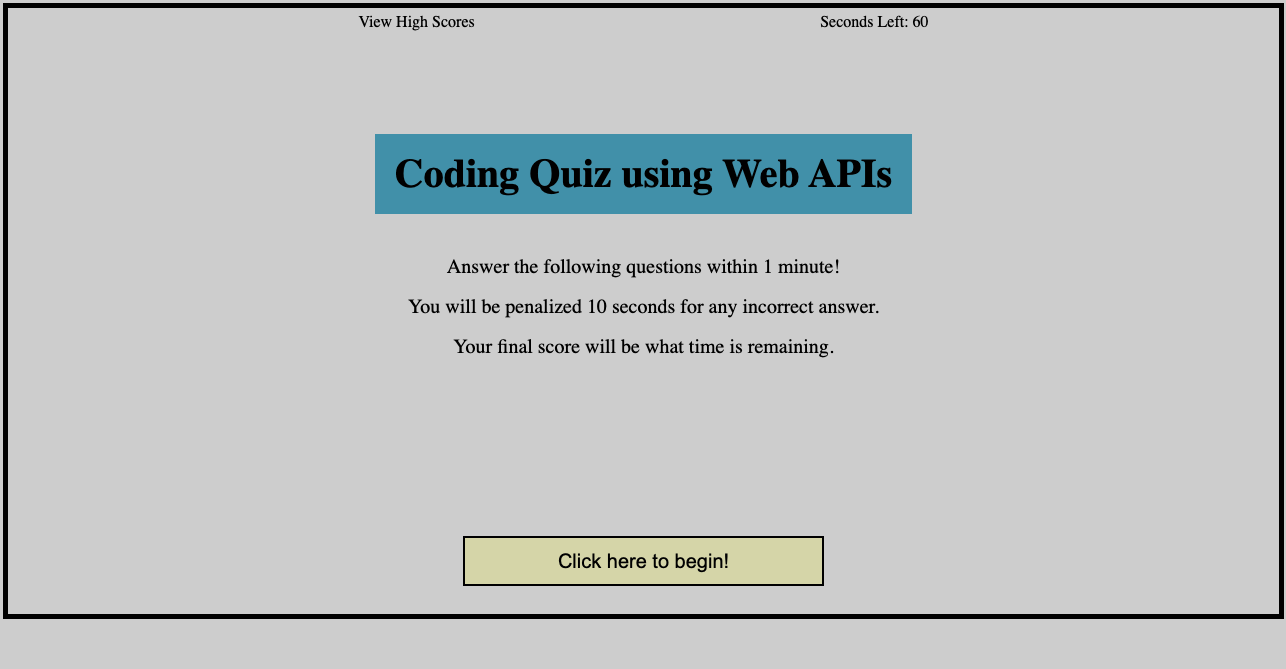 View High Scores
Seconds Left: 60
Coding Quiz using Web APIs
Answer the following questions within 1 minute!
You will be penalized 10 seconds for any incorrect answer.
Your final score will be what time is remaining.
Click here to begin!